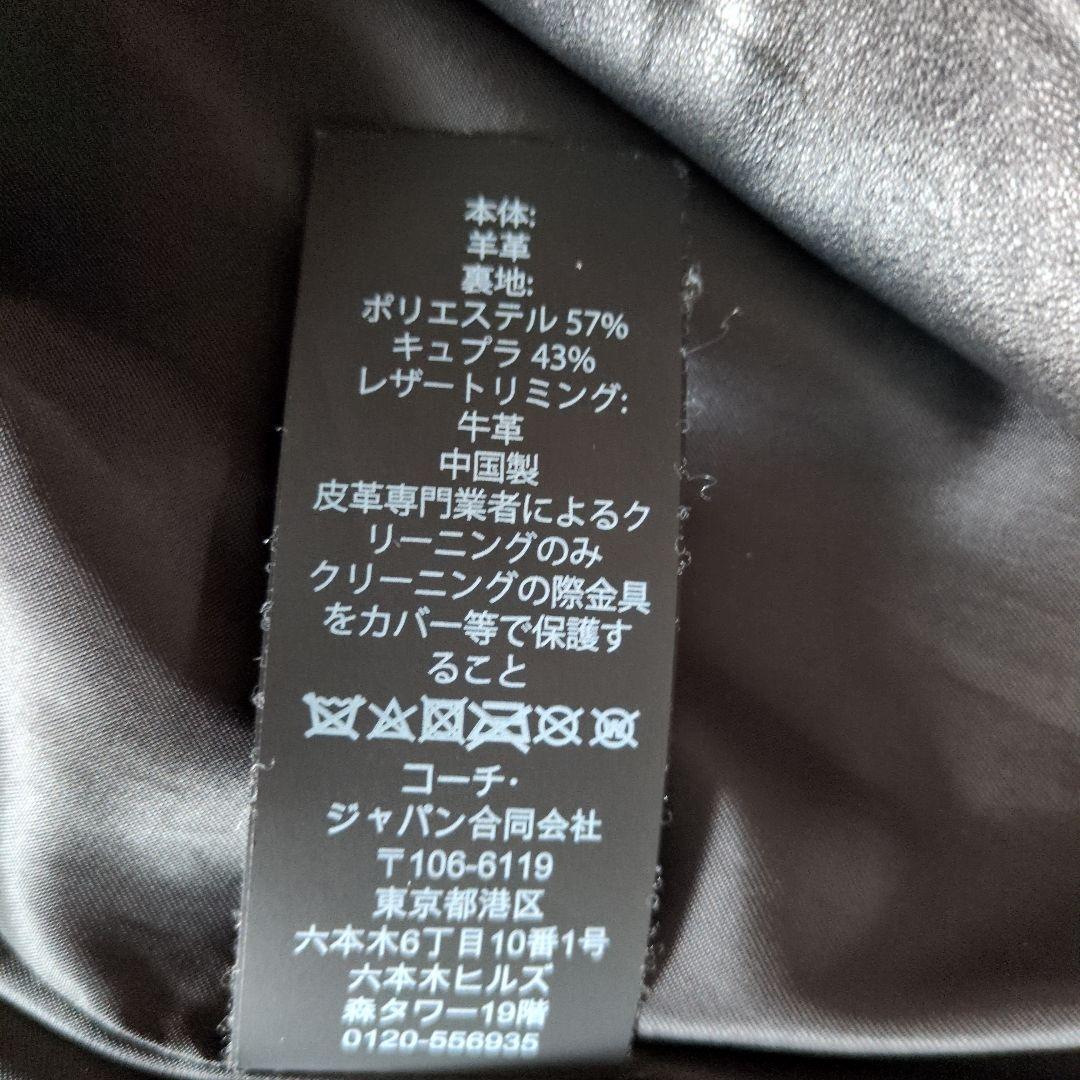 本体:
羊革
裏地:
ポリエステル 57%
キュプラ 43%
レザートリミング:
牛革
中国製
皮革専門業者によるク
リーニングのみ
クリーニングの際金具
をカバー等で保護す
ること
W
コーチ・
ジャパン合同会社
〒106-6119
東京都港区
六本木6丁目10番1号
六本木ヒルズ
森タワー19階
0120-556935